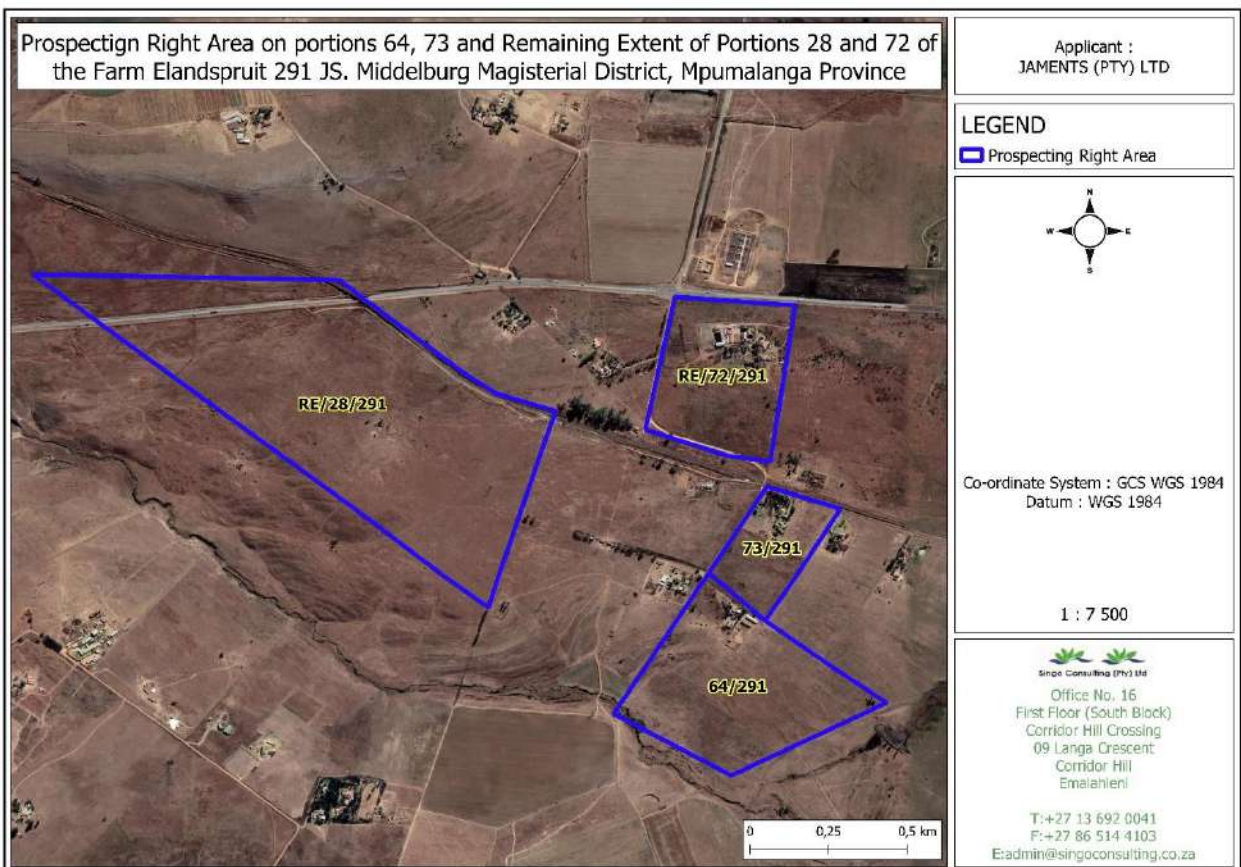 Prospectign Right Area on portions 64, 73 and Remaining Extent of Portions 28 and 72 of
the Farm Elandspruit 291 JS. Middelburg Magisterial District, Mpumalanga Province
Applicant :
JAMENTS (PTY) LTD
LEGEND
Prospecting Right Area
N
W E
S
RE/28/291
RE/72/291
73/291
64/291
Co-ordinate System : GCS WGS 1984
Datum : WGS 1984
1 : 7 500
Singo Consulting (Pty) Ltd
Office No. 16
First Floor (South Block)
Corridor Hill Crossing
09 Langa Crescent
Corridor Hill
Emalahleni
T:+27 13 692 0041
F:+27 86 514 4103
E:admin@singoconsulting.co.za
0 0,25 0,5 km